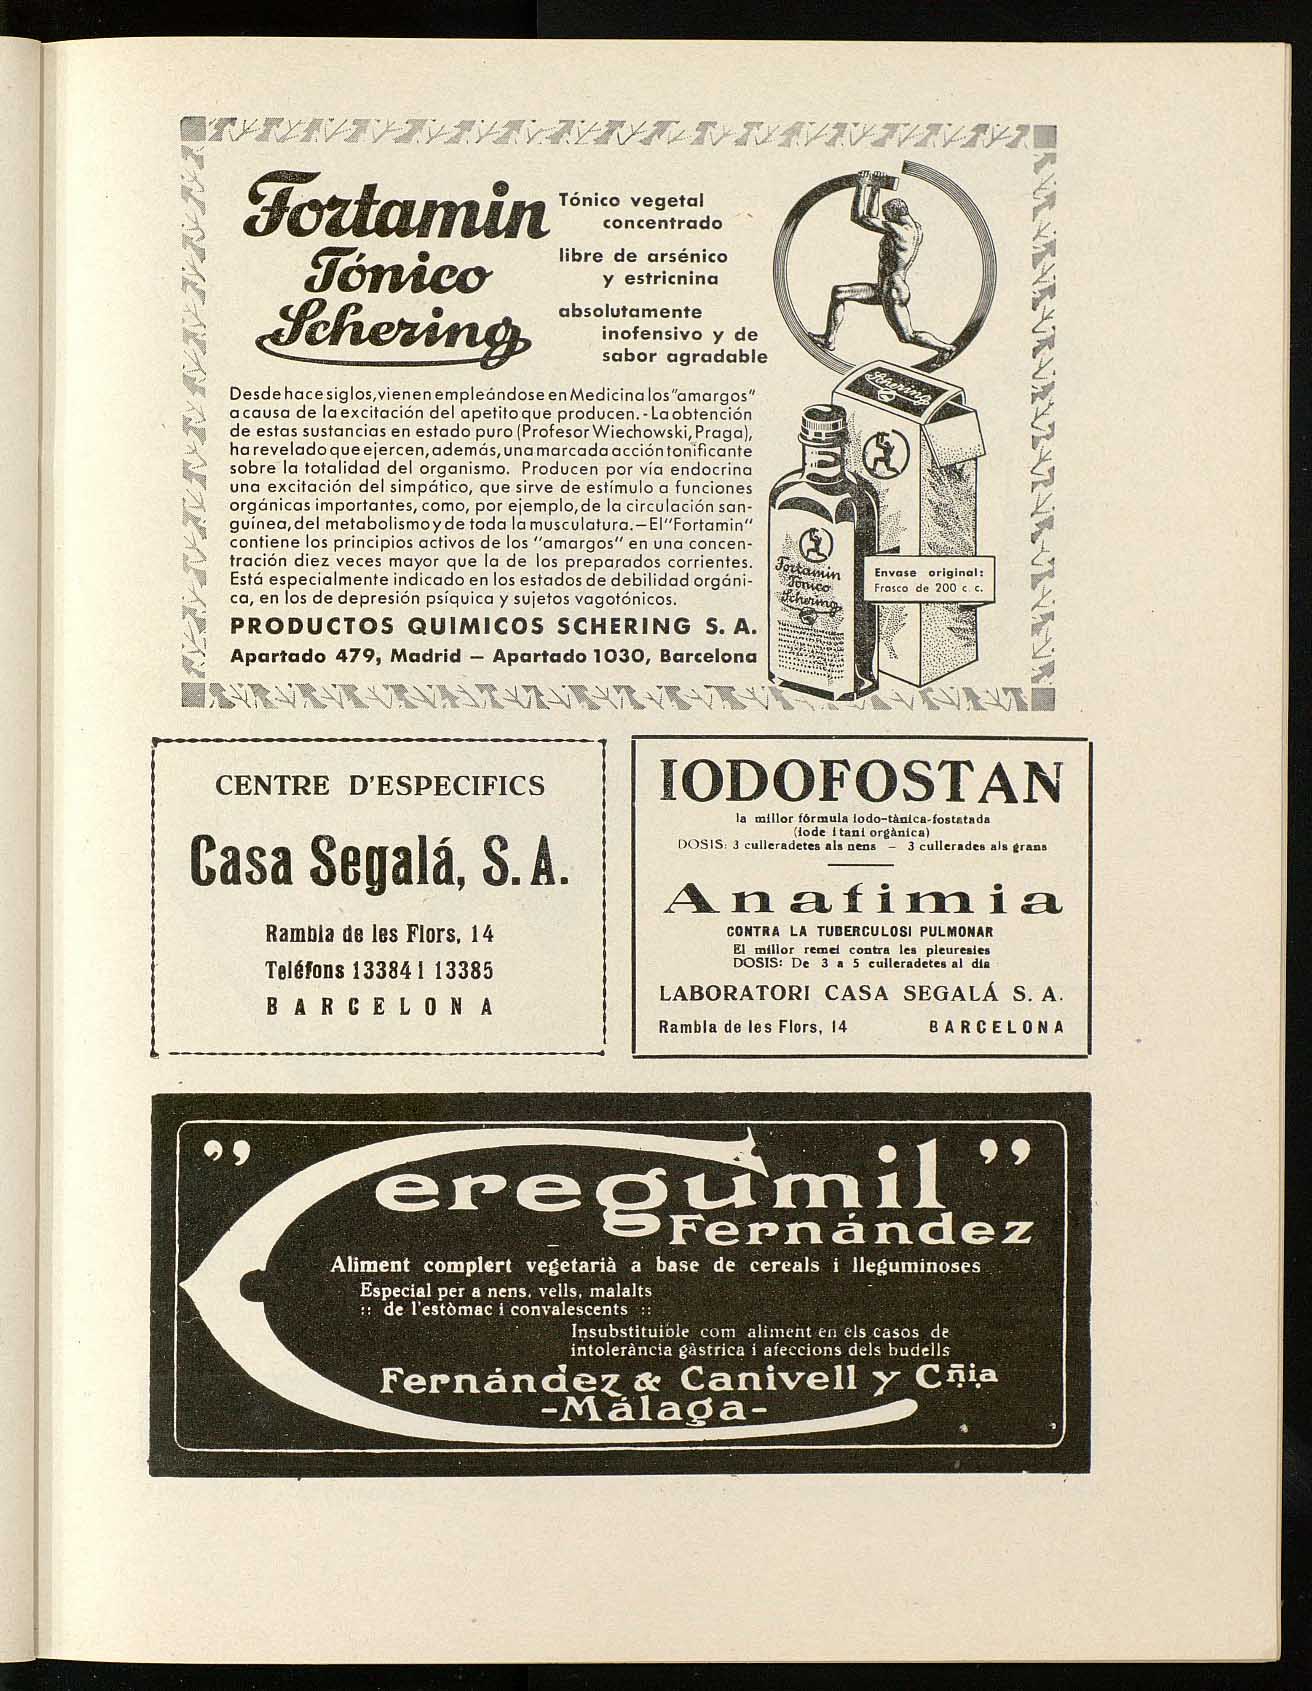 Fortamin
Tónico
Schering
Tónico vegetal
concentrado
libre de arsénico
y estricnina
absolutamente
inofensivo y de
sabor agradable
Desde hace siglos, vienen empleándose en Medicina los "amargos"
a causa de la excitación del apetito que producen. - La obtención
de estas sustancias en estado puro (Profesor Wiechowski, Praga),
ha revelado que ejercen, además, una marcada acción tonificante
sobre la totalidad del organismo. Producen por vía endocrina
una excitación del simpático, que sirve de estímulo a funciones
orgánicas importantes, como, por ejemplo, de la circulación san-
guínea, del metabolismo y de toda la musculatura. — El "Fortamin"
contiene los principios activos de los "amargos" en una concen-
tración diez veces mayor que la de los preparados corrientes.
Está especialmente indicado en los estados de debilidad orgáni-
ca, en los de depresión psíquica y sujetos vagotónicos.
PRODUCTOS QUIMICOS SCHERING S. A.
Apartado 479, Madrid — Apartado 1030, Barcelona
Schering
Fortamin
Tónico
Schering
Envase original:
Frasco de 200 c. c.
CENTRE D'ESPECIFICS
Casa Segalá, S. A.
Rambla de les Flors, 14
Teléfons 13384 i 13385
BARCELONA
IODOFOSTAN
la millor fórmula iodo-tànica-fostatada
(iode i taní orgànica)
DOSIS: 3 culleradetes als nens — 3 cullerades als grans
Anafimia
CONTRA LA TUBERCULOSI PULMONAR
El millor remei contra les pleuresies
DOSIS: De 3 a 5 culleradetes al dia
LABORATORI CASA SEGALÁ S. A.
Rambla de les Flors, 14 BARCELONA
"Ceregumil"
Fernández
Aliment complert vegetarià a base de cereals i lleguminoses
Especial per a nens, vells, malalts
:: de l'estòmac i convalescents ::
Insubstituible com aliment en els casos de
intolerància gàstrica i afeccions dels budells
Fernández & Canivell y Cñia
-Málaga-